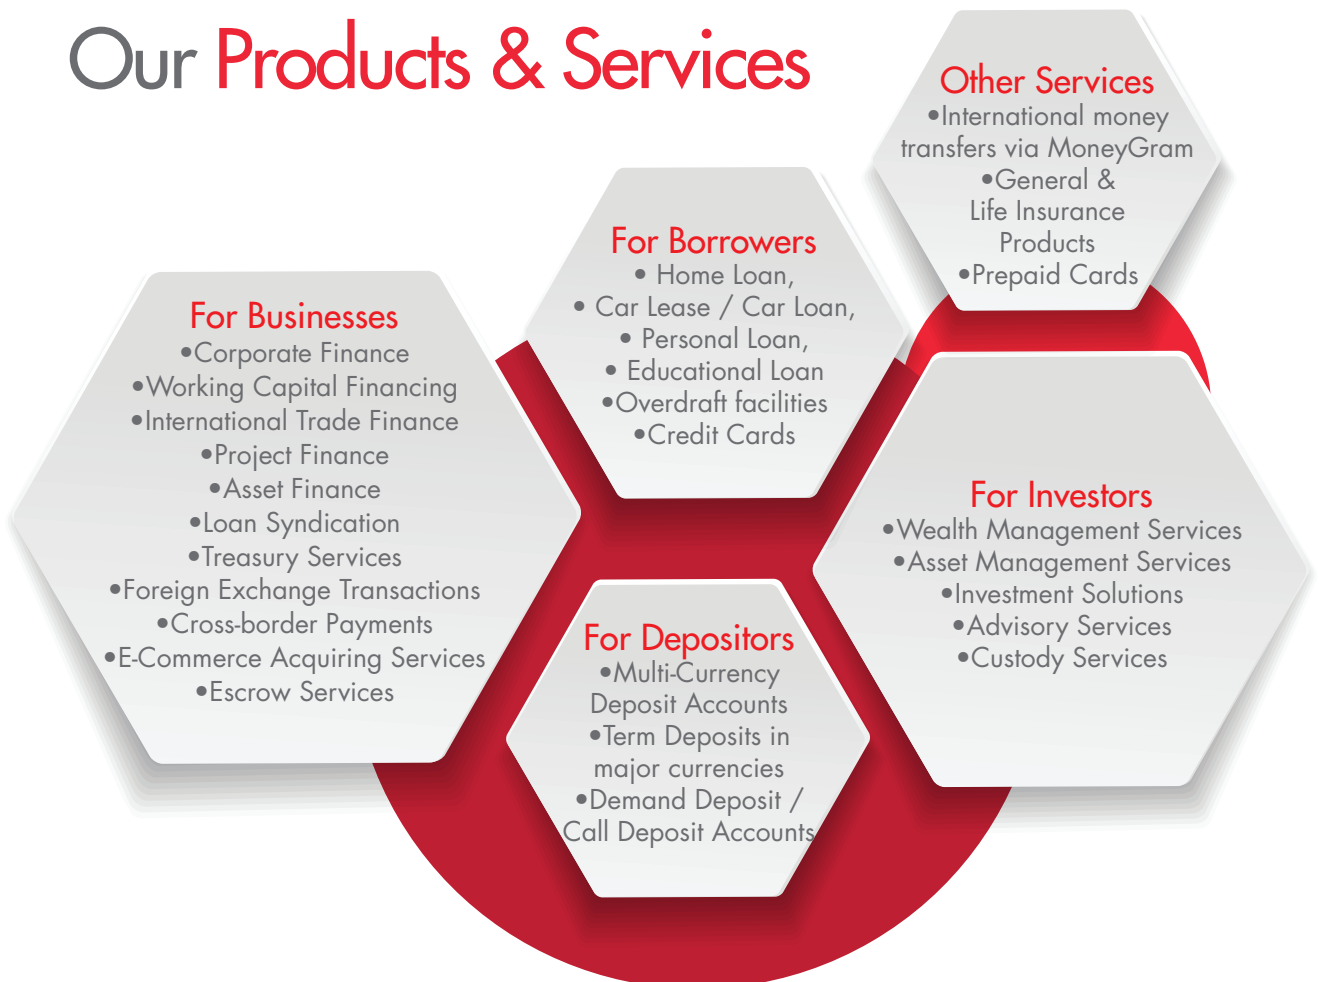 Our Products & Services
Other Services
•International money
transfers via MoneyGram
•General &
Life Insurance
Products
•Prepaid Cards
For Borrowers
• Home Loan,
• Car Lease / Car Loan,
• Personal Loan,
• Educational Loan
•Overdraft facilities
•Credit Cards
For Businesses
•Corporate Finance
•Working Capital Financing
•International Trade Finance
•Project Finance
•Asset Finance
•Loan Syndication
•Treasury Services
•Foreign Exchange Transactions
•Cross-border Payments
•E-Commerce Acquiring Services
•Escrow Services
For Investors
•Wealth Management Services
•Asset Management Services
•Investment Solutions
•Advisory Services
•Custody Services
For Depositors
•Multi-Currency
Deposit Accounts
•Term Deposits in
major currencies
•Demand Deposit /
Call Deposit Accounts